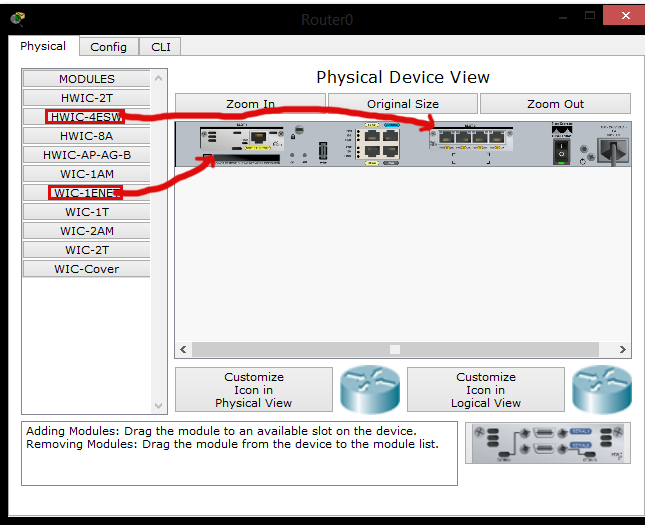 Router0
Physical
Config
CLI
MODULES
HWIC-2T
HWIC-4ESW
HWIC-8A
HWIC-AP-AG-B
WIC-1AM
WIC-1ENET
WIC-1T
WIC-2AM
WIC-2T
WIC-Cover
Physical Device View
Zoom In
Original Size
Zoom Out
Customize
Icon in
Physical View
Customize
Icon in
Logical View
Adding Modules: Drag the module to an available slot on the device.
Removing Modules: Drag the module from the device to the module list.